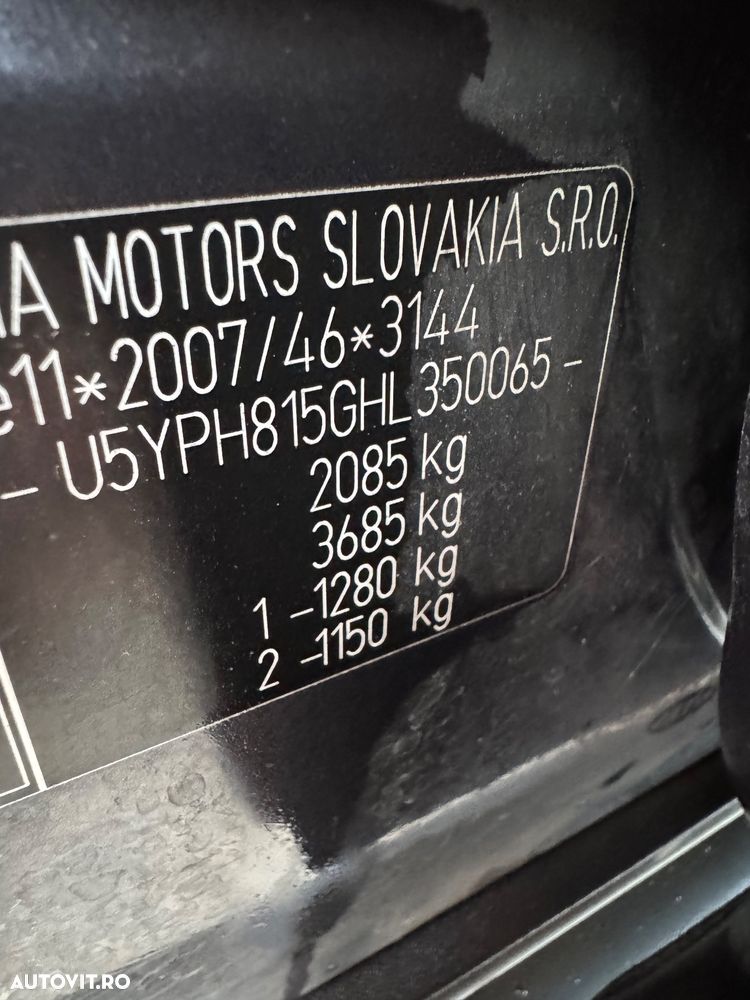 IA MOTORS SLOVAKIA S.R.O.
e11*2007/46*3144
- U5YPH815GHL350065 -
2085 kg
3685 kg
1 -1280 kg
2 -1150 kg
AUTOVIT.RO